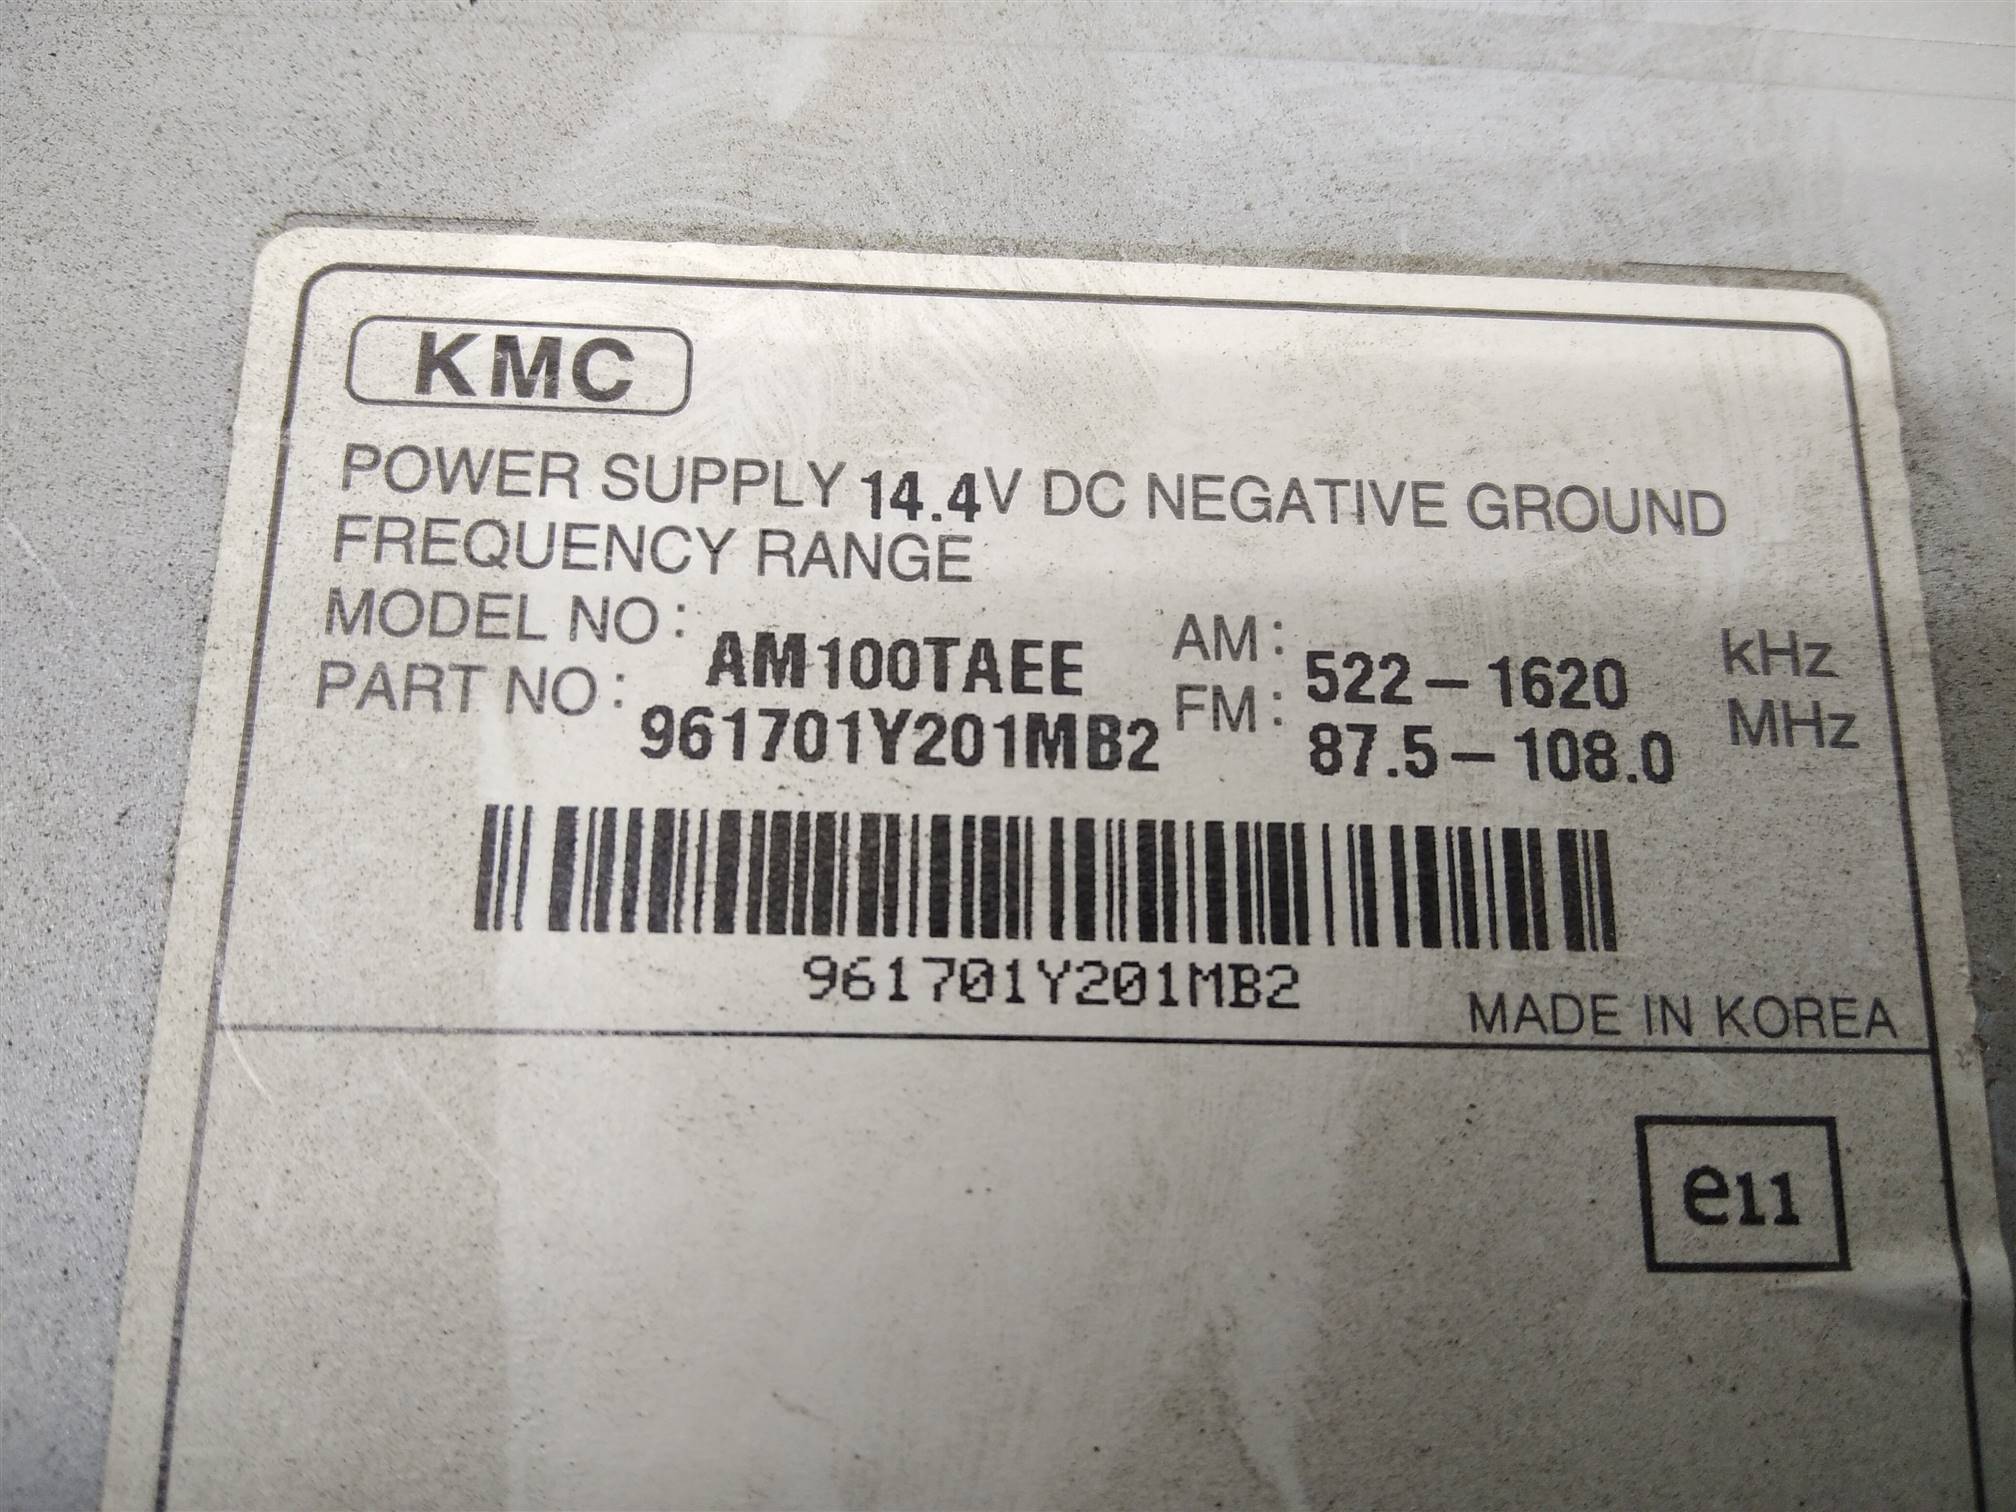 KMC
POWER SUPPLY 14.4V DC NEGATIVE GROUND
FREQUENCY RANGE
MODEL NO: AM100TAEE AM: 522-1620 kHz
PART NO: 961701Y201MB2 FM: 87.5-108.0 MHz
961701Y201MB2
MADE IN KOREA
e11